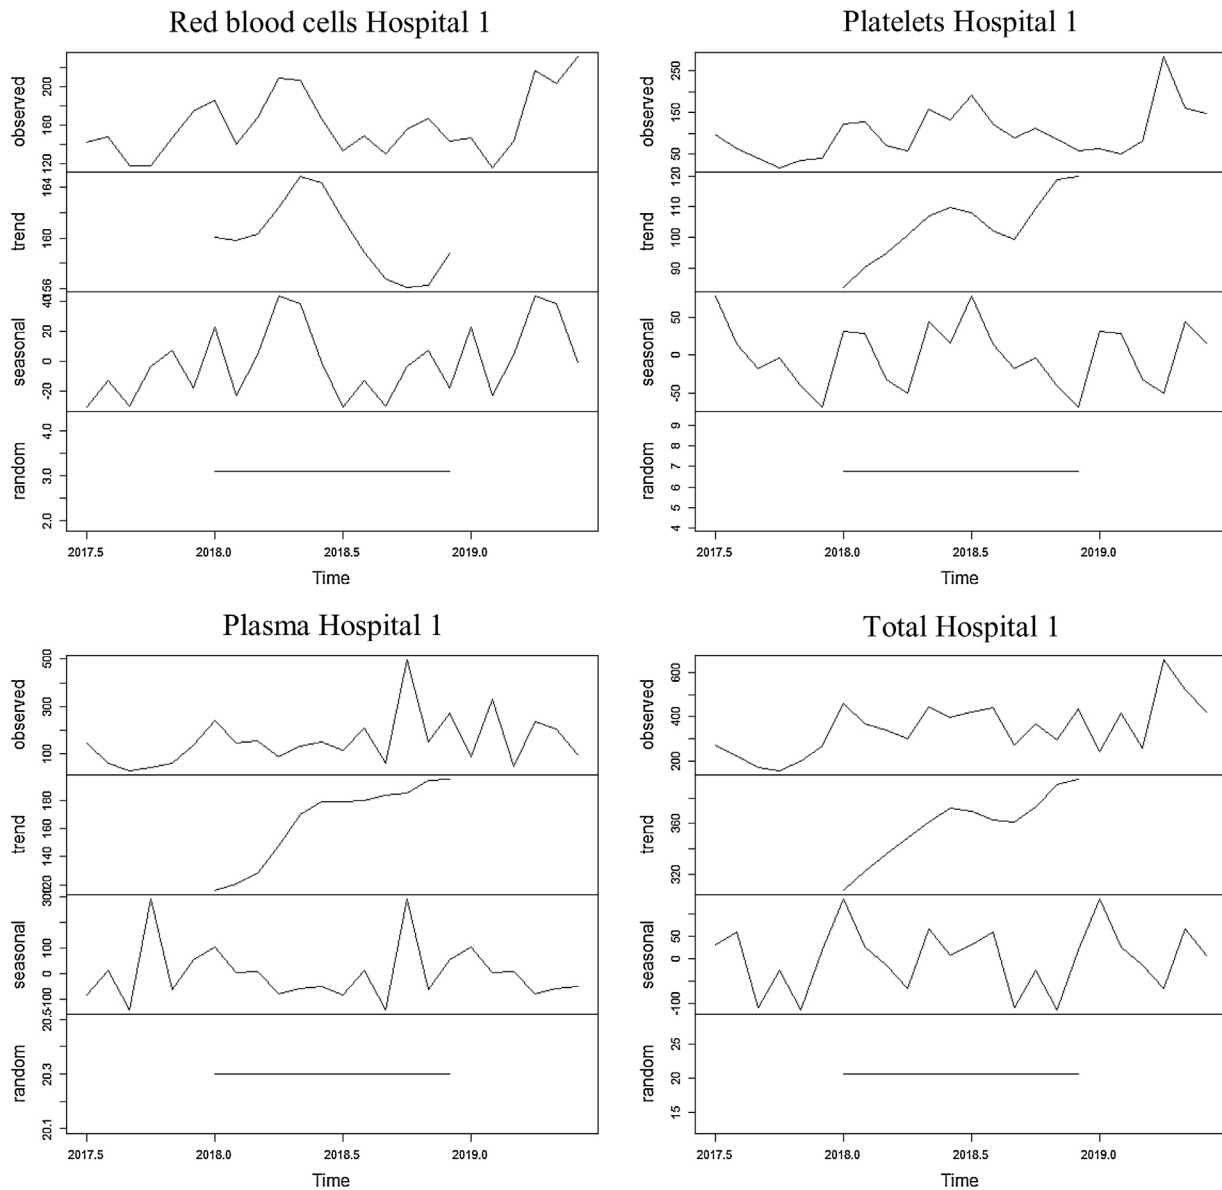 Red blood cells Hospital 1
observed
120 160 200
trend
156 160 164
seasonal
-20 0 20 40
random
2.0 3.0 4.0
2017.5 2018.0 2018.5 2019.0
Time
Platelets Hospital 1
observed
50 150 250
trend
90 100 110 120
seasonal
-50 0 50
random
4 5 6 7 8 9
2017.5 2018.0 2018.5 2019.0
Time
Plasma Hospital 1
observed
100 300 500
trend
120 140 160 180
seasonal
-100 0 100 300
random
20.1 20.3 20.5
2017.5 2018.0 2018.5 2019.0
Time
Total Hospital 1
observed
200 400 600
trend
320 360
seasonal
-100 0 50
random
15 20 25
2017.5 2018.0 2018.5 2019.0
Time